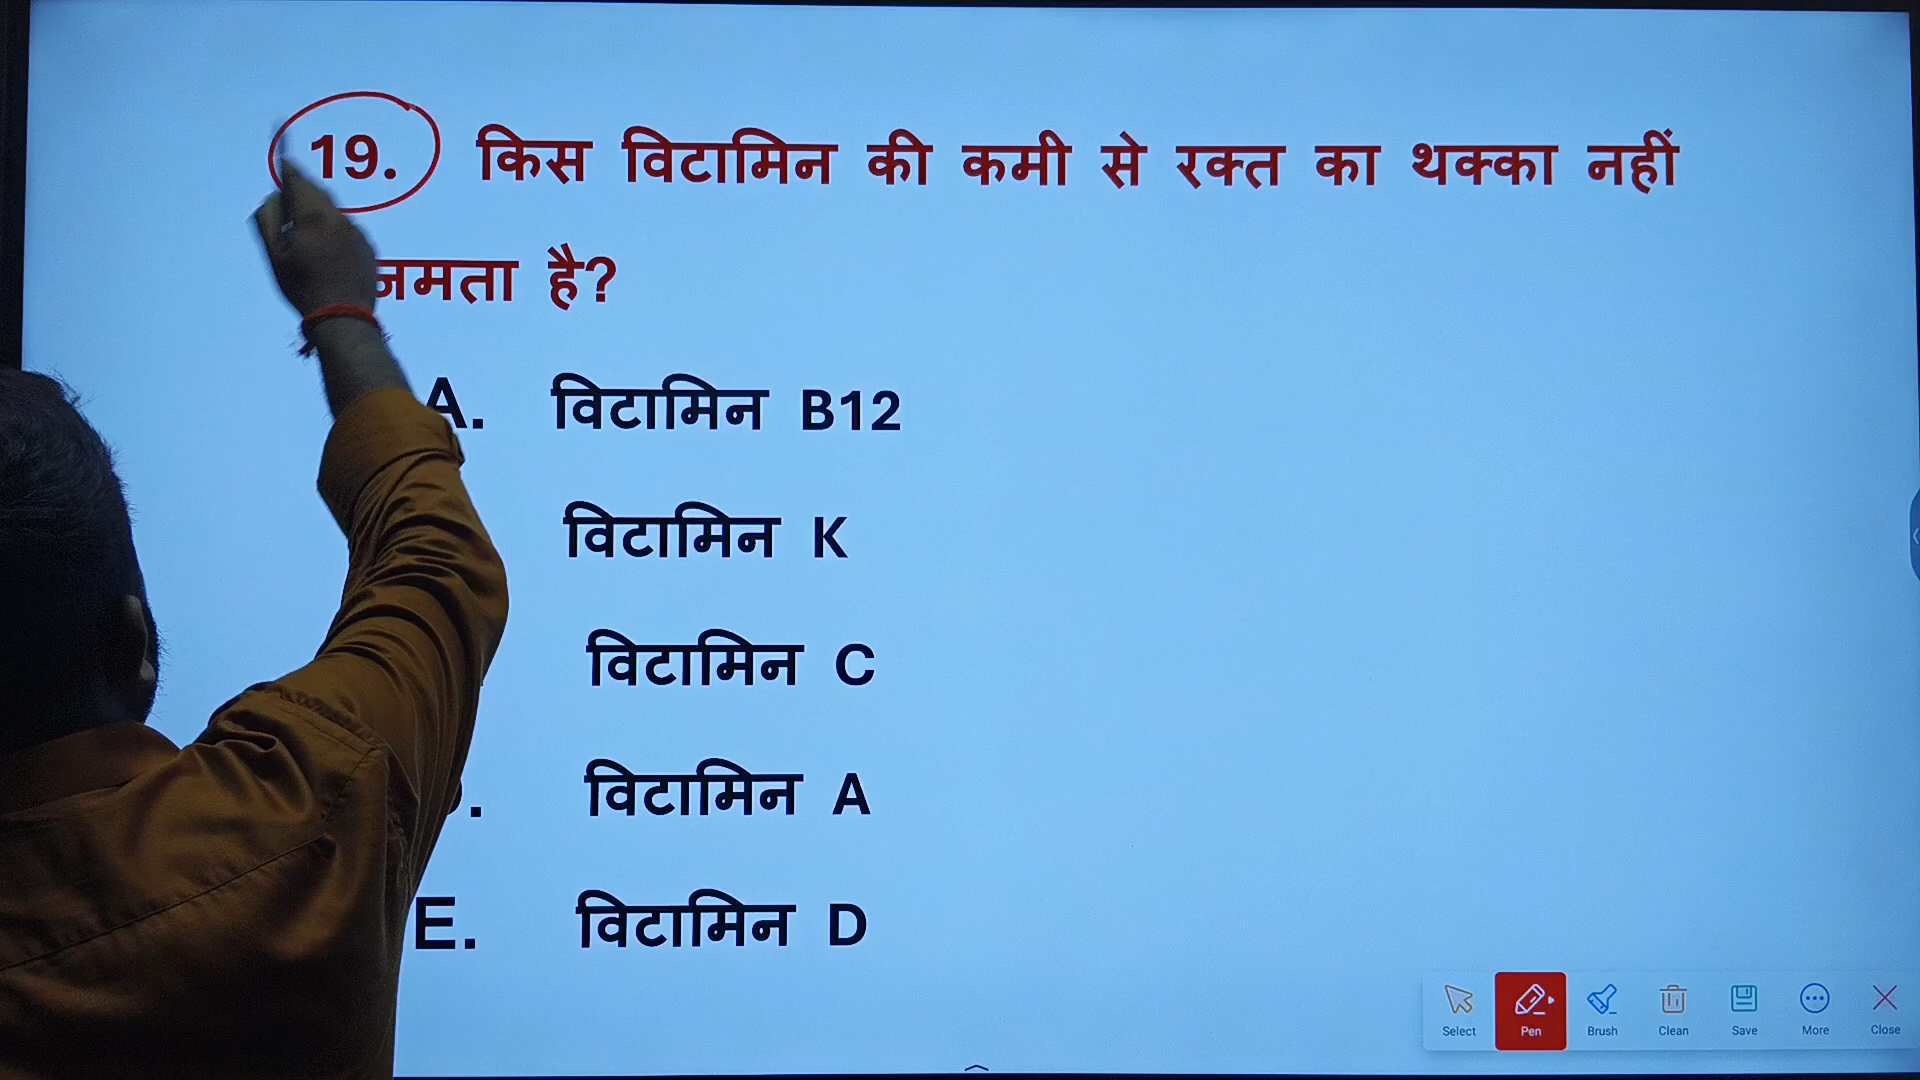 19. किस विटामिन की कमी से रक्त का थक्का नहीं
जमता है?
A. विटामिन B12
विटामिन K
विटामिन C
विटामिन A
E. विटामिन D
Select Pen Brush Clean Save More Close